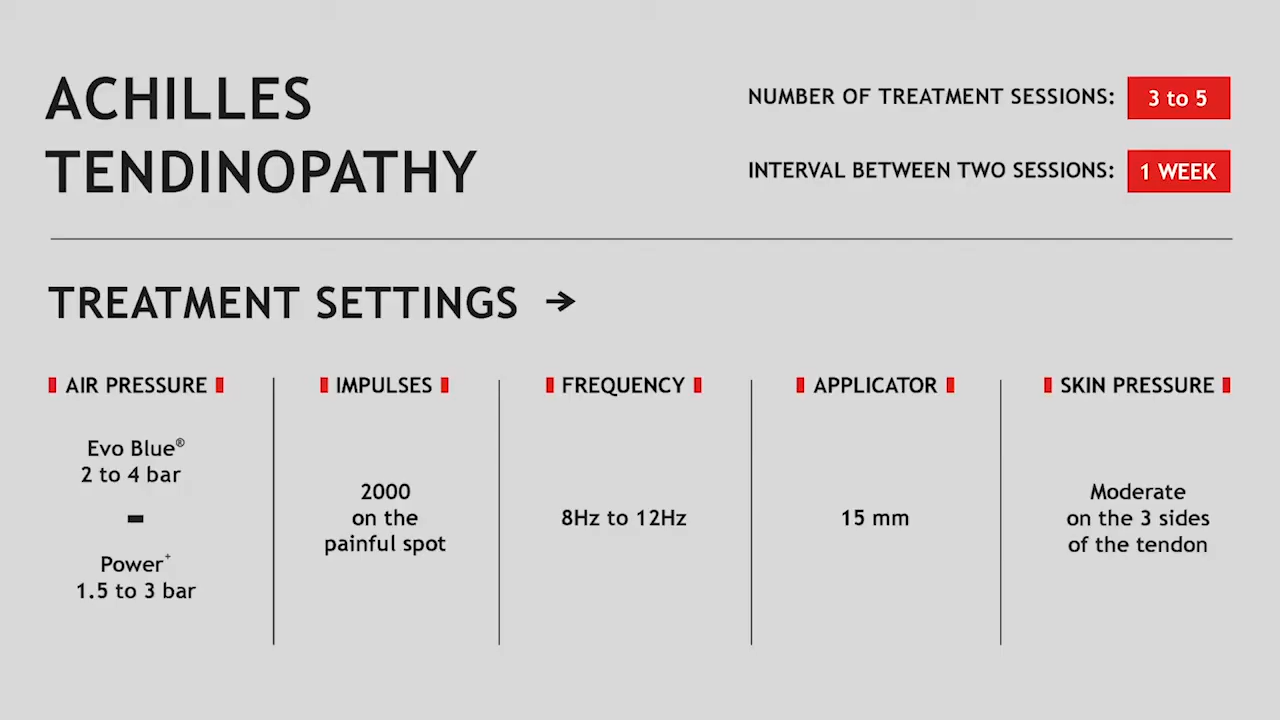 ACHILLES
TENDINOPATHY
NUMBER OF TREATMENT SESSIONS: 3 to 5
INTERVAL BETWEEN TWO SESSIONS: 1 WEEK
TREATMENT SETTINGS →
AIR PRESSURE
Evo Blue®
2 to 4 bar
-
Power+
1.5 to 3 bar
IMPULSES
2000
on the
painful spot
FREQUENCY
8Hz to 12Hz
APPLICATOR
15 mm
SKIN PRESSURE
Moderate
on the 3 sides
of the tendon